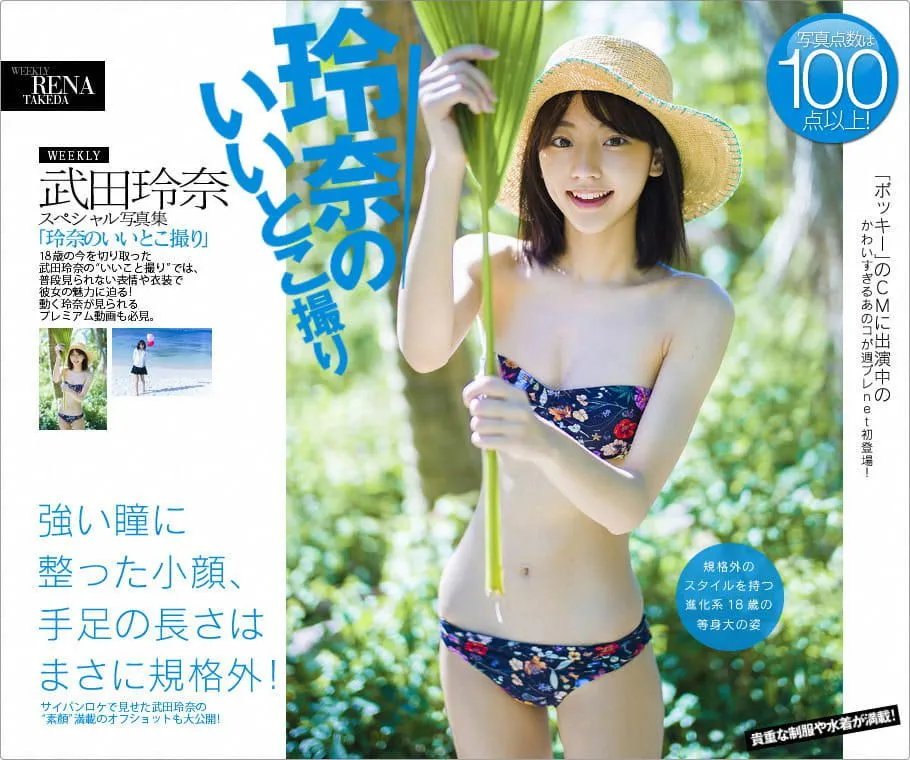 WEEKLY
RENA
TAKEDA
WEEKLY
武田玲奈
スペシャル写真集
「玲奈のいいとこ撮り」
18歳の今を切り取った
武田玲奈の“いいこと撮り”では、
普段見られない表情や衣装で
彼女の魅力に迫る!
動く玲奈が見られる
プレミアム動画も必見。
玲奈の
いいとこ撮り
写真点数は
100
点以上!
「ポッキー」のCMに出演中の
かわいすぎるあのコが週プレnet初登場!
強い瞳に
整った小顔、
手足の長さは
まさに規格外!
サイパンロケで見せた武田玲奈の
“素顔”満載のオフショットも大公開!
規格外の
スタイルを持つ
進化系18歳の
等身大の姿
貴重な制服や水着が満載!